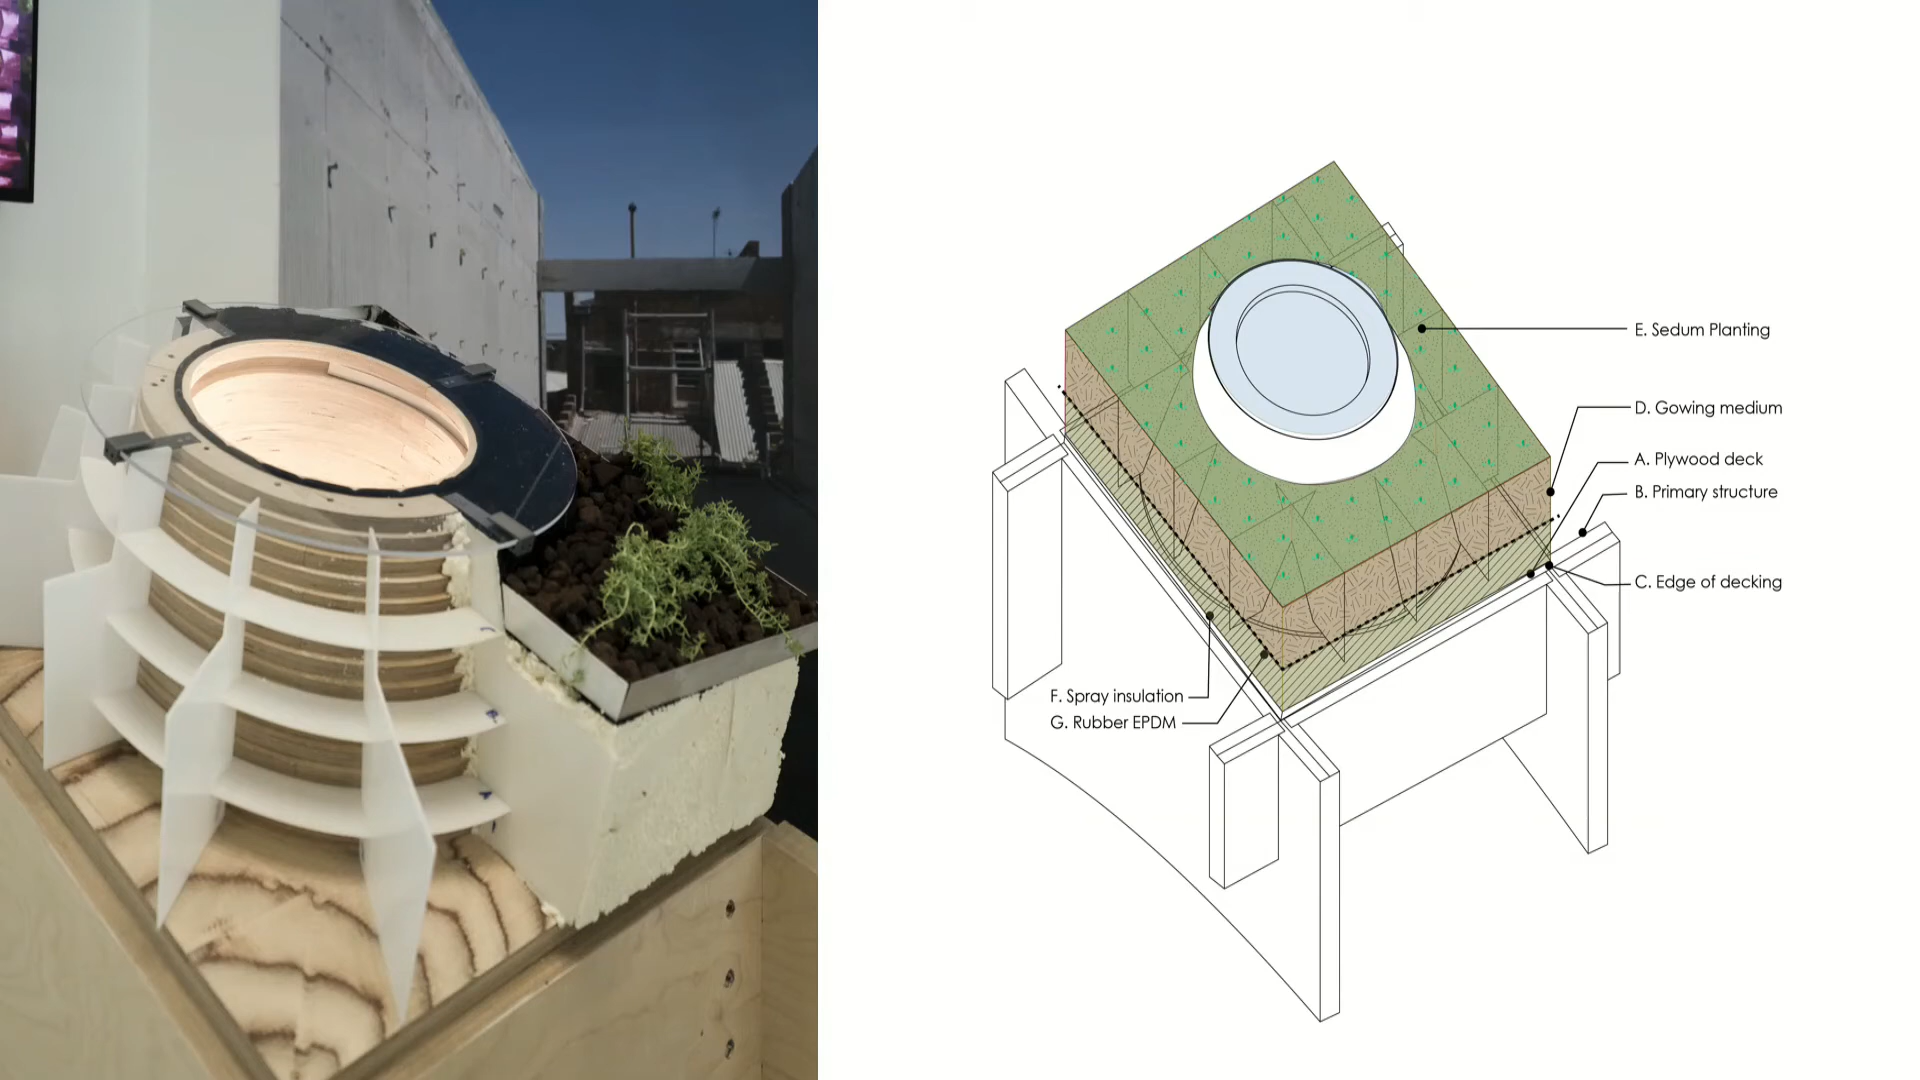 E. Sedum Planting
D. Gowing medium
A. Plywood deck
B. Primary structure
C. Edge of decking
F. Spray insulation
G. Rubber EPDM